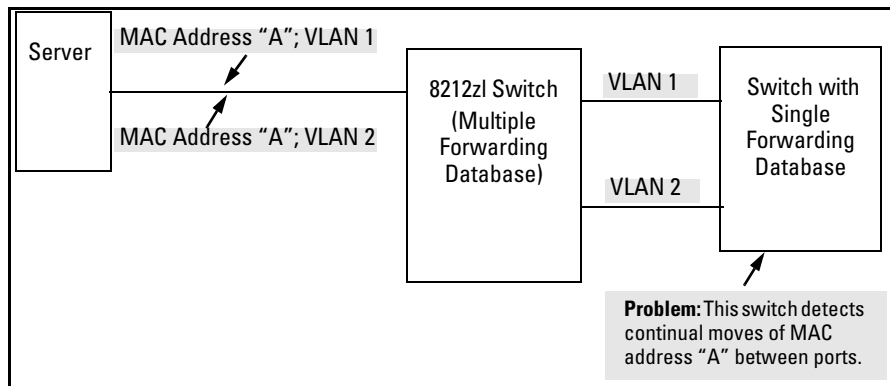 Server
MAC Address “A”; VLAN 1
MAC Address “A”; VLAN 2
8212zl Switch
(Multiple
Forwarding
Database)
VLAN 1
VLAN 2
Switch with
Single
Forwarding
Database
Problem: This switch detects
continual moves of MAC
address “A” between ports.